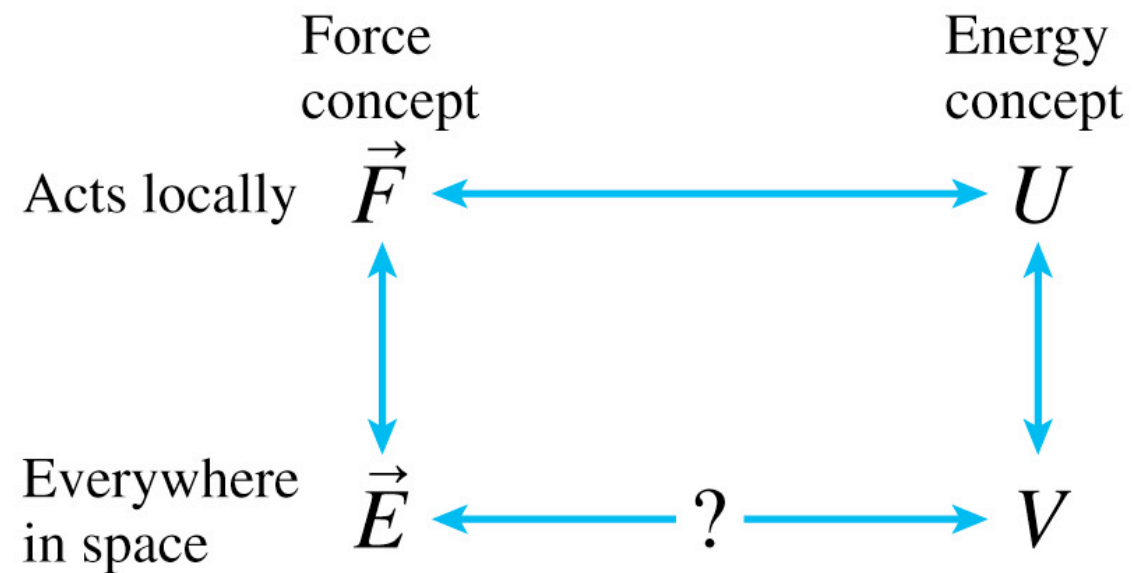 Force concept
Energy concept
Acts locally
F⃗
U
Everywhere in space
E⃗
?
V